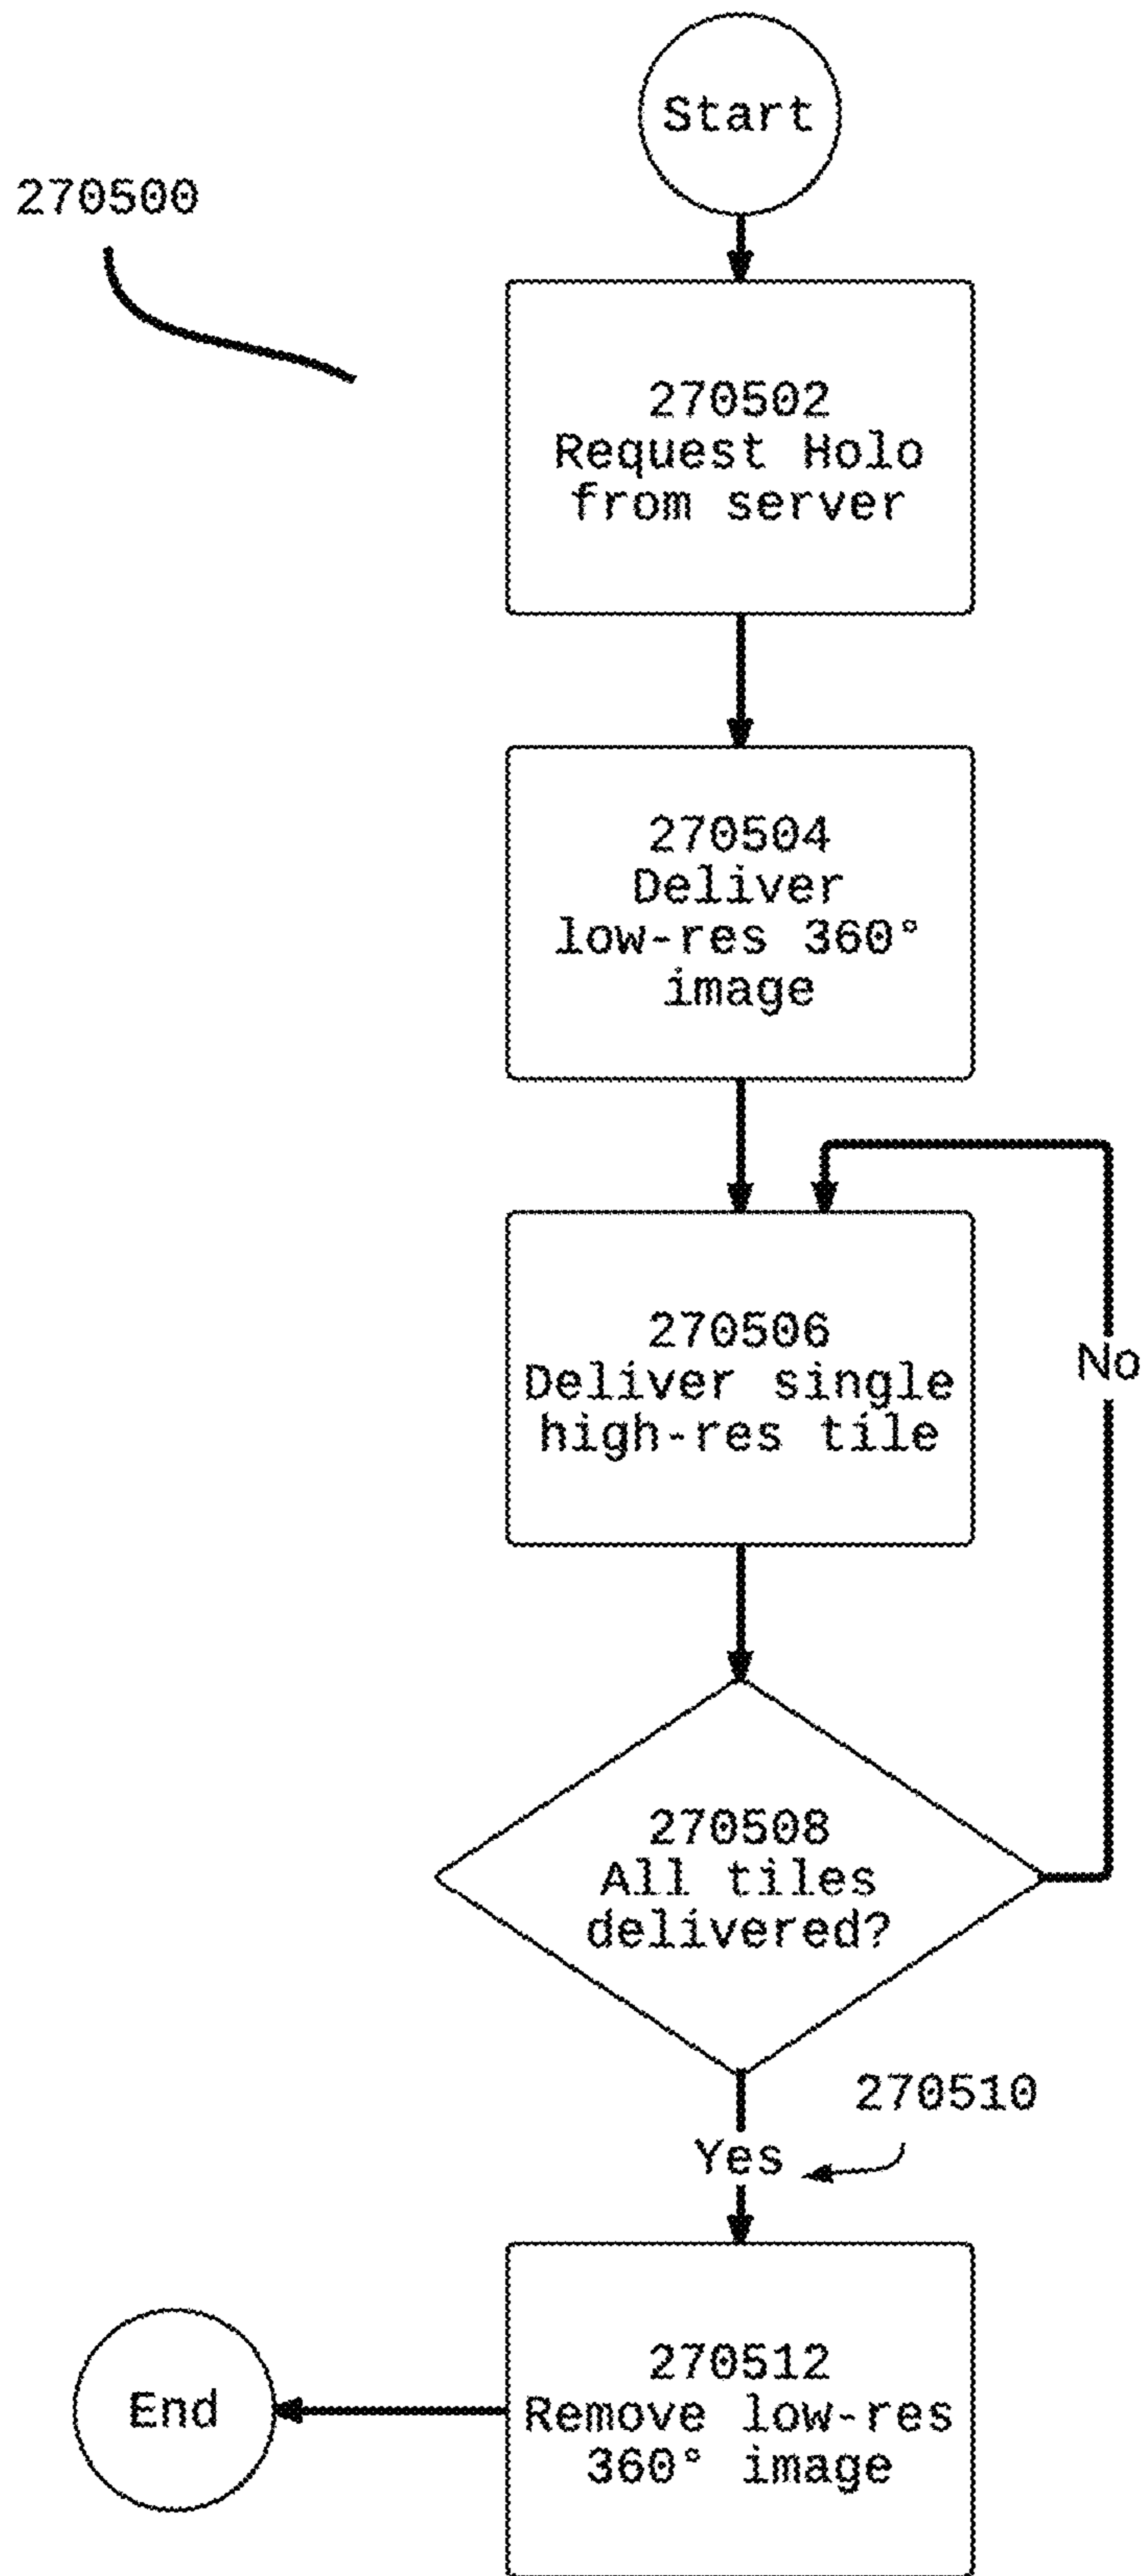 Start
270500
270502
Request Holo
from server
270504
Deliver
low-res 360°
image
270506
Deliver single
high-res tile
No
270508
All tiles
delivered?
270510
Yes
270512
Remove low-res
360° image
End